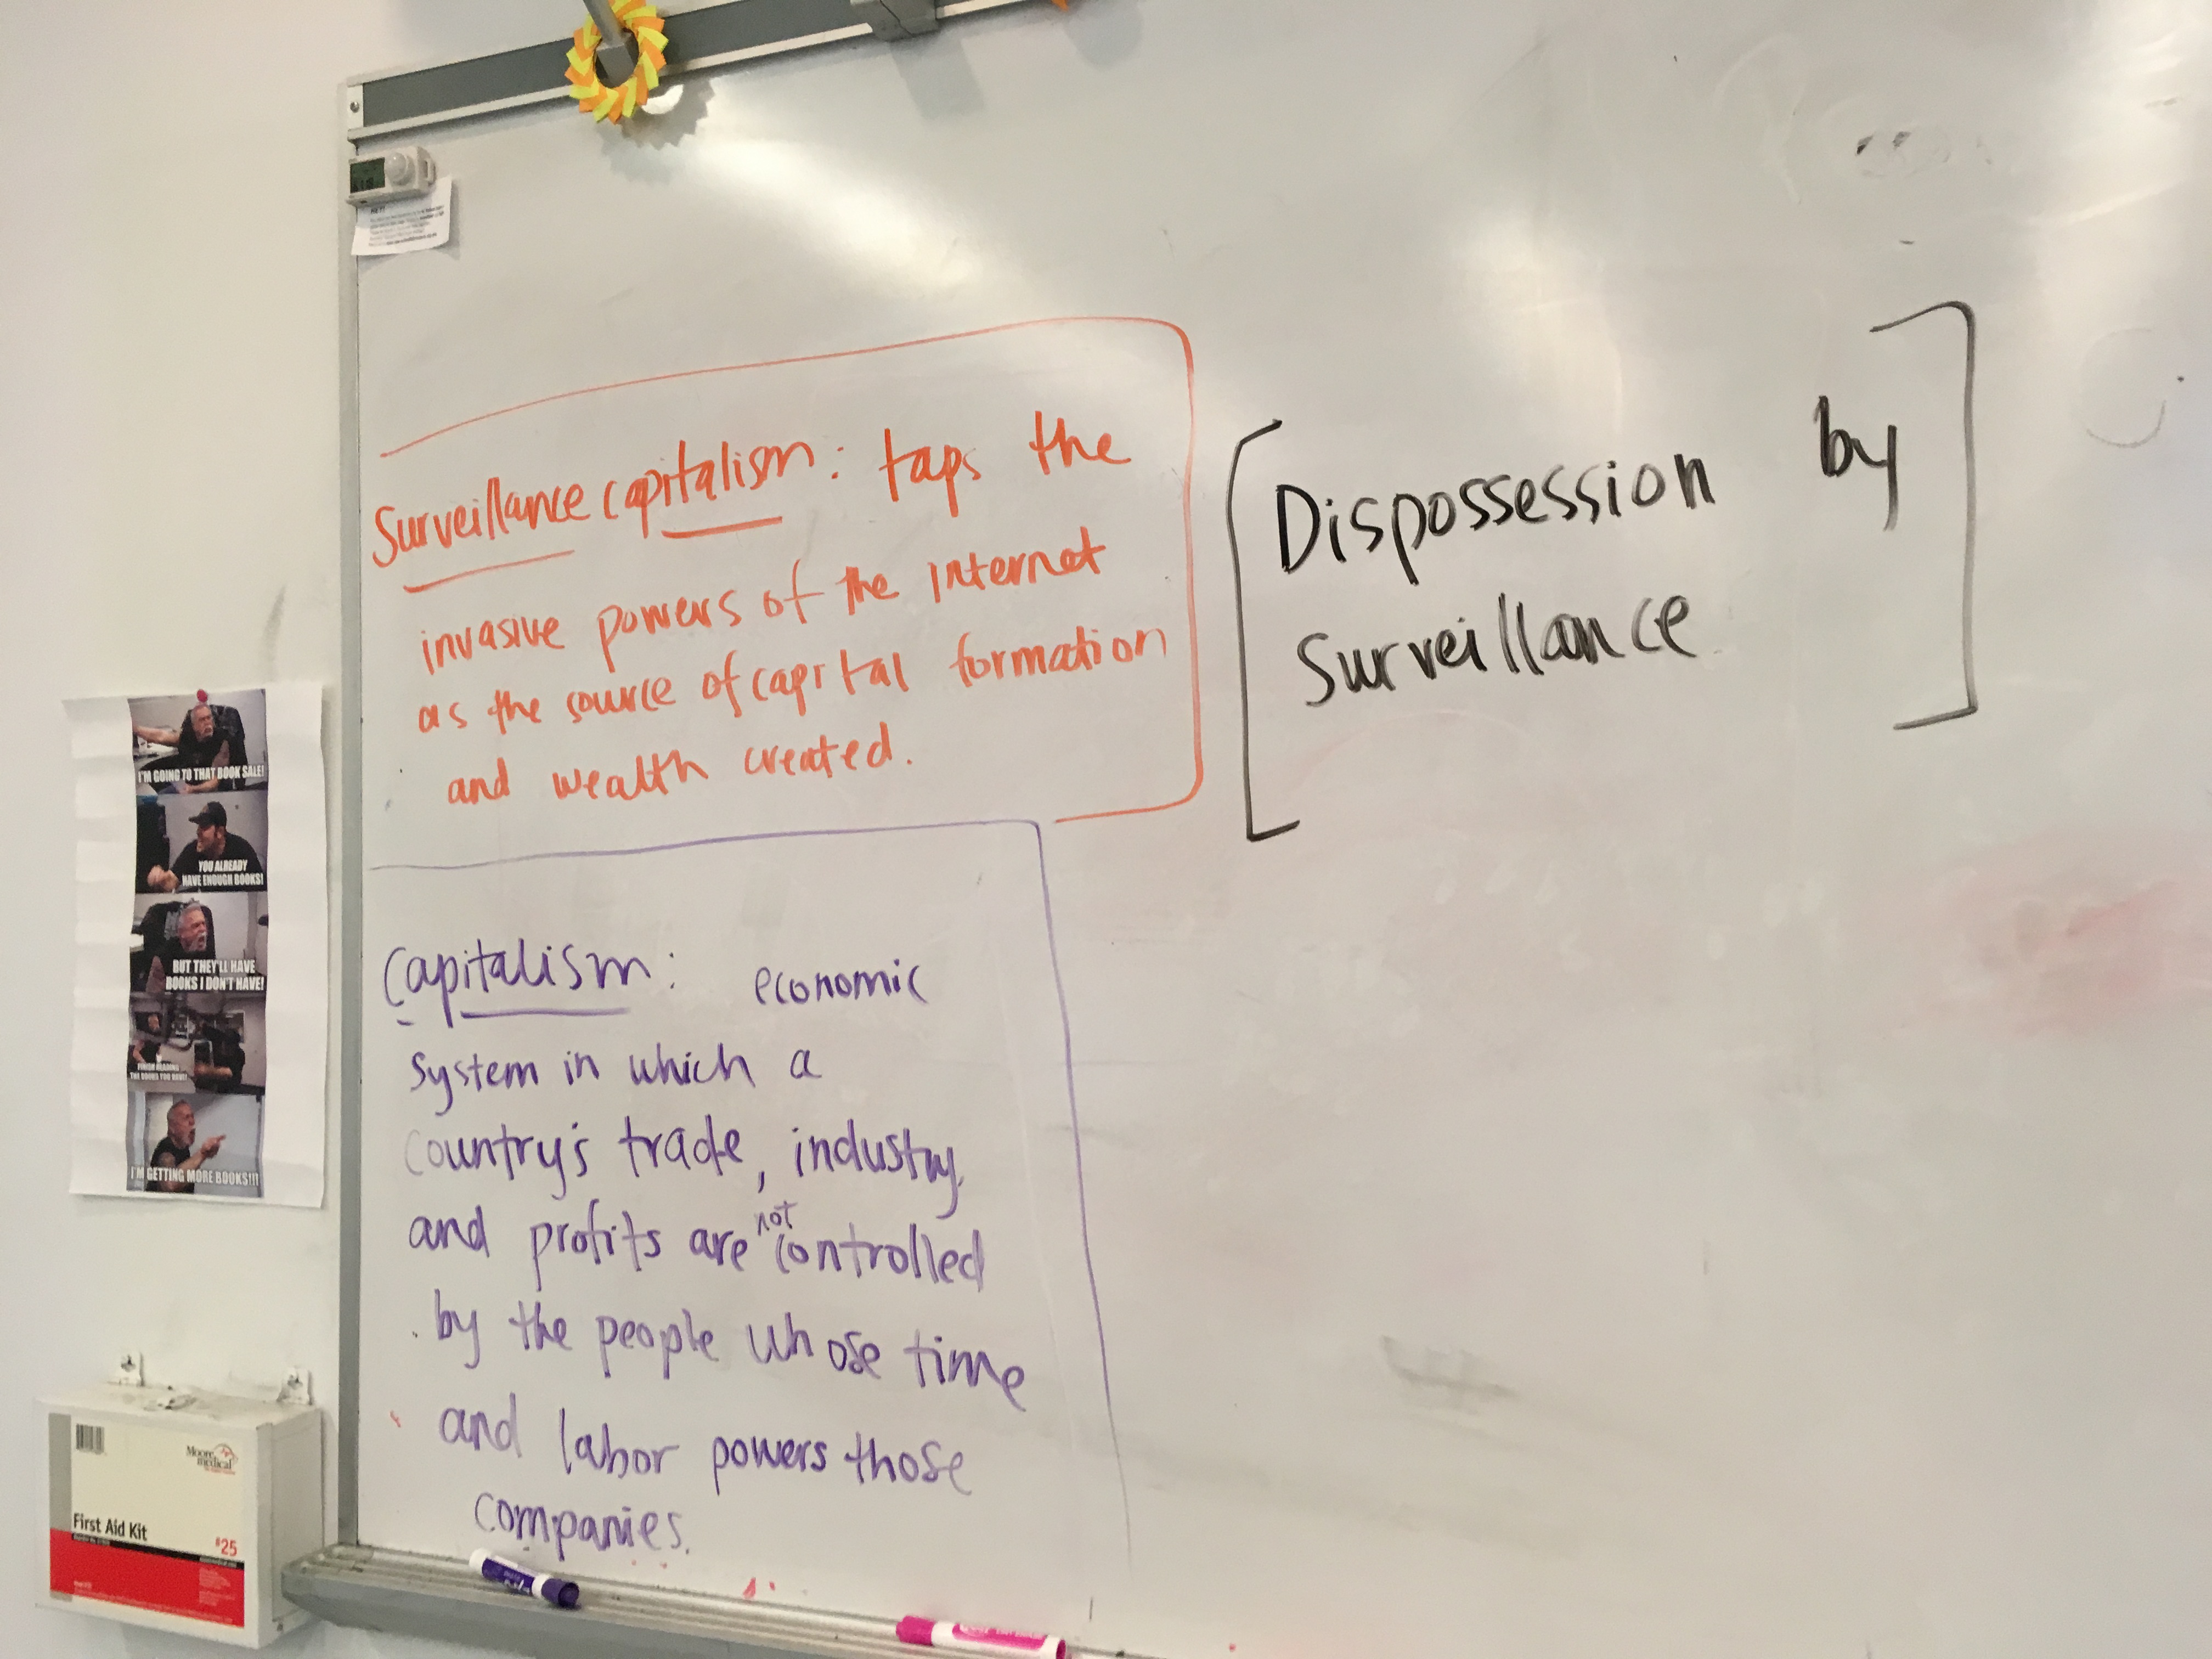 Surveillance capitalism: taps the
invasive powers of the internet
as the source of capital formation
and wealth created.
[Dispossession by
Surveillance]
Capitalism: economic
system in which a
country's trade, industry,
and profits are not controlled
by the people whose time
and labor powers those
companies.
I'M GOING TO THAT BOOK SALE!
YOU ALREADY
HAVE ENOUGH BOOKS!
BUT THEY'LL HAVE
BOOKS I DON'T HAVE!
FINISH READING
THE BOOKS YOU HAVE!
I'M GETTING MORE BOOKS!!!
Moore
medical
First Aid Kit
#25